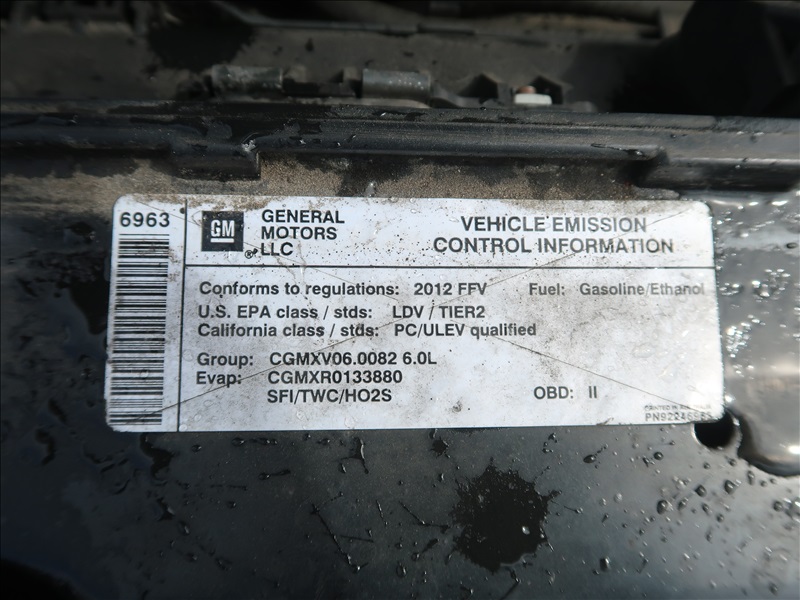 6963
GM
GENERAL
MOTORS
LLC
VEHICLE EMISSION
CONTROL INFORMATION
Conforms to regulations: 2012 FFV Fuel: Gasoline/Ethanol
U.S. EPA class / stds: LDV / TIER2
California class / stds: PC/ULEV qualified
Group: CGMXV06.0082 6.0L
Evap: CGMXR0133880
SFI/TWC/HO2S
OBD: II
PRINTED IN